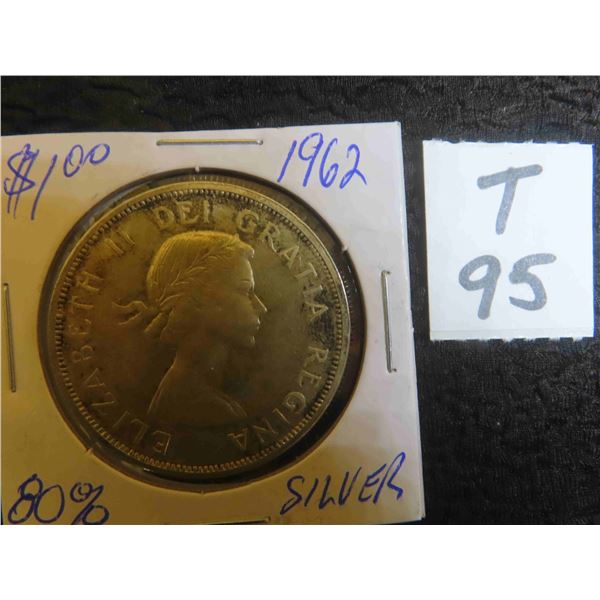 $1.00 1962
ELIZABETH II DEI GRATIA REGINA
80% SILVER
T
95